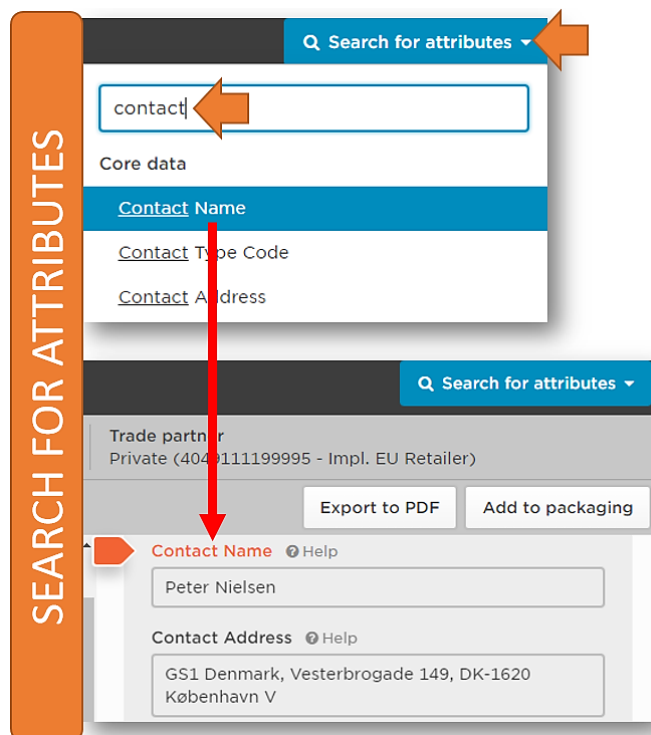 SEARCH FOR ATTRIBUTES
Search for attributes
contact
Core data
Contact Name
Contact Type Code
Contact Address
Search for attributes
Trade partner
Private (4049111199995 - Impl. EU Retailer)
Export to PDF
Add to packaging
Contact Name Help
Peter Nielsen
Contact Address Help
GS1 Denmark, Vesterbrogade 149, DK-1620
København V